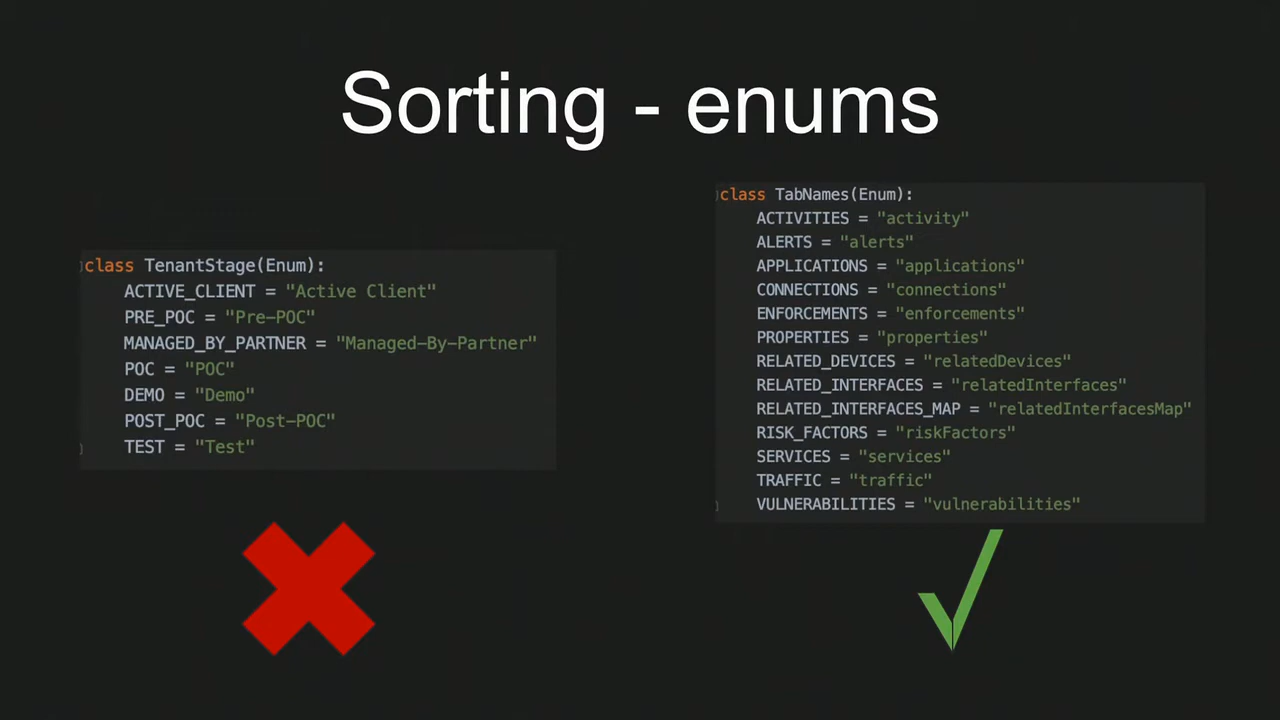 Sorting - enums
class TenantStage(Enum):
ACTIVE_CLIENT = "Active Client"
PRE_POC = "Pre-POC"
MANAGED_BY_PARTNER = "Managed-By-Partner"
POC = "POC"
DEMO = "Demo"
POST_POC = "Post-POC"
TEST = "Test"
class TabNames(Enum):
ACTIVITIES = "activity"
ALERTS = "alerts"
APPLICATIONS = "applications"
CONNECTIONS = "connections"
ENFORCEMENTS = "enforcements"
PROPERTIES = "properties"
RELATED_DEVICES = "relatedDevices"
RELATED_INTERFACES = "relatedInterfaces"
RELATED_INTERFACES_MAP = "relatedInterfacesMap"
RISK_FACTORS = "riskFactors"
SERVICES = "services"
TRAFFIC = "traffic"
VULNERABILITIES = "vulnerabilities"